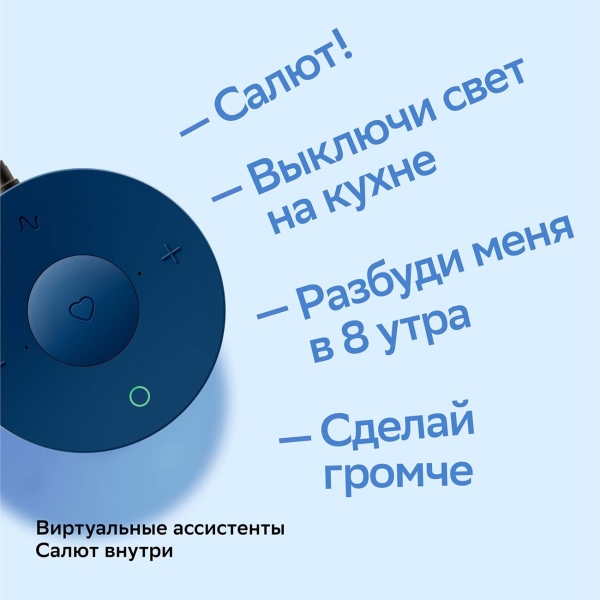 — Салют!
— Выключи свет
на кухне
— Разбуди меня
в 8 утра
— Сделай
громче
Виртуальные ассистенты
Салют внутри